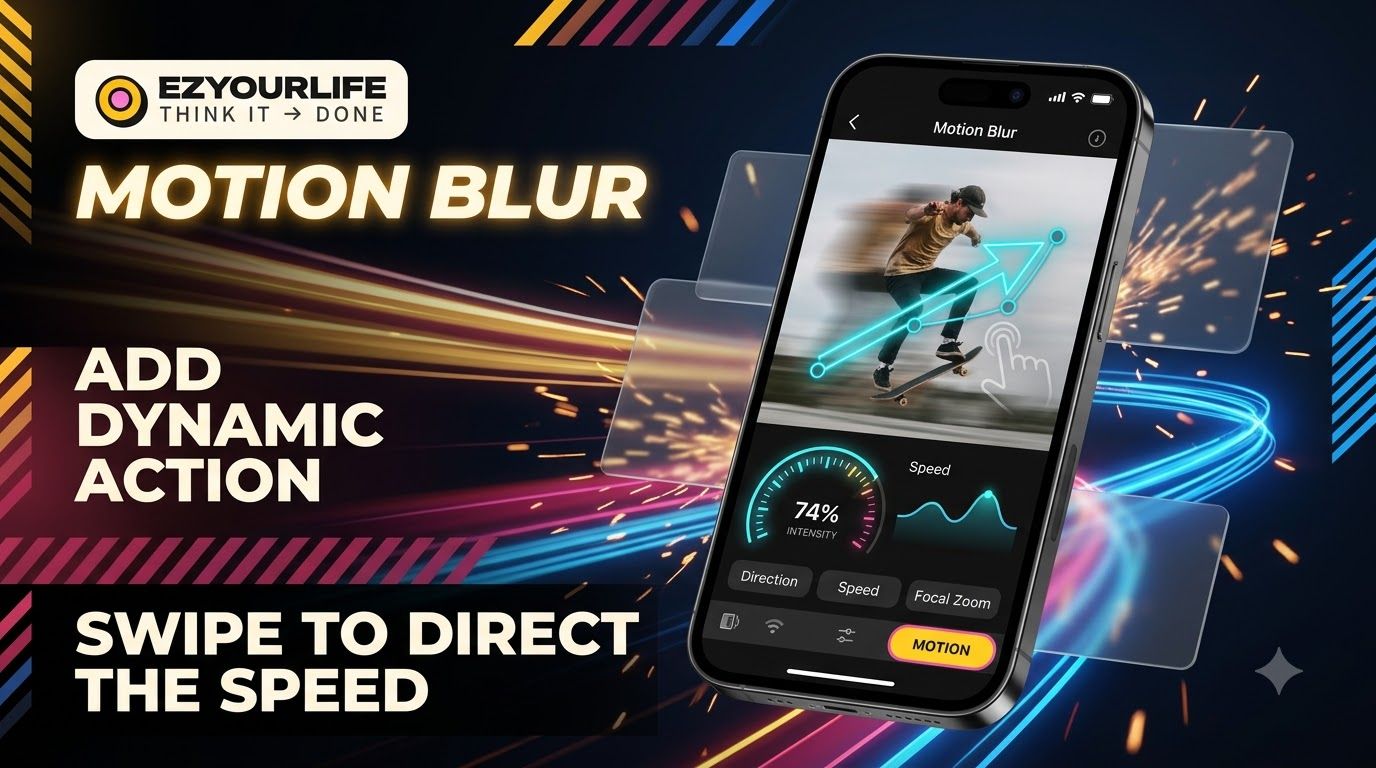 EZYOURLIFE
THINK IT → DONE
MOTION BLUR
ADD
DYNAMIC
ACTION
SWIPE TO DIRECT
THE SPEED
Motion Blur
74%
INTENSITY
Speed
Direction
Speed
Focal Zoom
MOTION